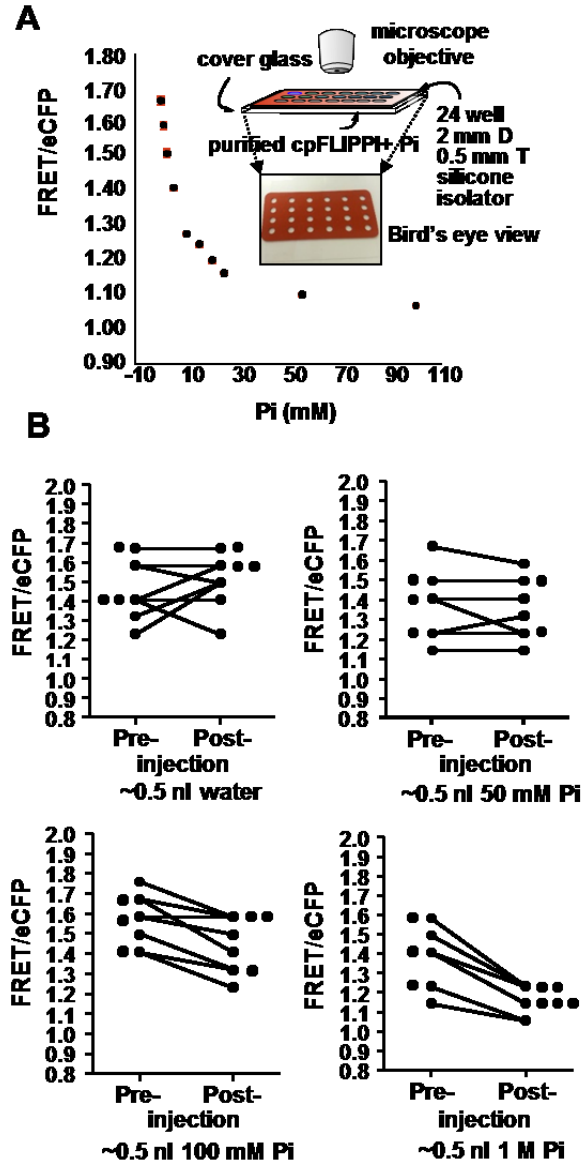 A
microscope
objective
cover glass
24 well
2 mm D
0.5 mm T
silicone
isolator
purified cpFLIPPI+ Pi
Bird's eye view
FRET/eCFP
1.80
1.70
1.60
1.50
1.40
1.30
1.20
1.10
1.00
0.90
-10 10 30 50 70 90 110
Pi (mM)
B
FRET/eCFP
2.0
1.9
1.8
1.7
1.6
1.5
1.4
1.3
1.2
1.1
1.0
0.9
0.8
Pre- Post-
injection
~0.5 nl water
FRET/eCFP
2.0
1.9
1.8
1.7
1.6
1.5
1.4
1.3
1.2
1.1
1.0
0.9
0.8
Pre- Post-
injection
~0.5 nl 50 mM Pi
FRET/eCFP
2.0
1.9
1.8
1.7
1.6
1.5
1.4
1.3
1.2
1.1
1.0
0.9
0.8
Pre- Post-
injection
~0.5 nl 100 mM Pi
FRET/eCFP
2.0
1.9
1.8
1.7
1.6
1.5
1.4
1.3
1.2
1.1
1.0
0.9
0.8
Pre- Post-
injection
~0.5 nl 1 M Pi